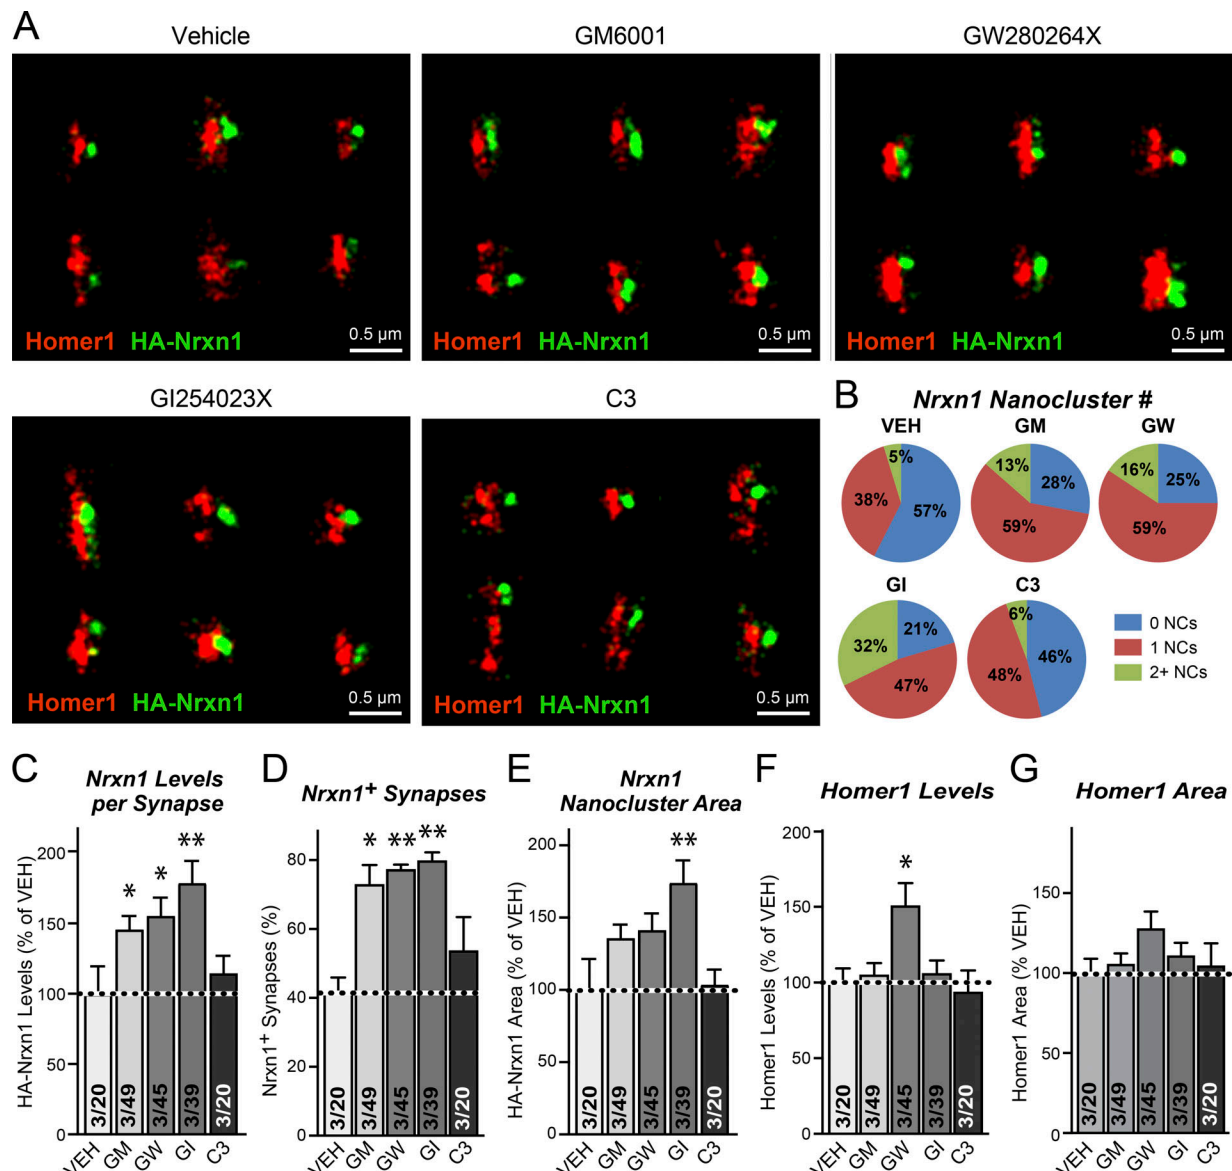 A
Vehicle
GM6001
GW280264X
Homer1 HA-Nrxn1 0.5 µm
Homer1 HA-Nrxn1 0.5 µm
Homer1 HA-Nrxn1 0.5 µm
GI254023X
C3
Homer1 HA-Nrxn1 0.5 µm
Homer1 HA-Nrxn1 0.5 µm
B Nrxn1 Nanocluster #
VEH GM GW
5% 38% 57%
13% 28% 59%
16% 25% 59%
GI C3
32% 21% 47%
6% 48% 46%
0 NCs
1 NCs
2+ NCs
C Nrxn1 Levels
per Synapse
HA-Nrxn1 Levels (% of VEH)
200
150
100
50
0
* * **
3/20 3/49 3/45 3/39 3/20
VEH GM GW GI C3
D Nrxn1+ Synapses
Nrxn1+ Synapses (%)
80
60
40
20
0
* ** **
3/20 3/49 3/45 3/39 3/20
VEH GM GW GI C3
E Nrxn1
Nanocluster Area
HA-Nrxn1 Area (% of VEH)
200
150
100
50
0
**
3/20 3/49 3/45 3/39 3/20
VEH GM GW GI C3
F Homer1 Levels
Homer1 Levels (% of VEH)
200
150
100
50
0
*
3/20 3/49 3/45 3/39 3/20
VEH GM GW GI C3
G Homer1 Area
Homer1 Area (% VEH)
150
100
50
0
3/20 3/49 3/45 3/39 3/20
VEH GM GW GI C3